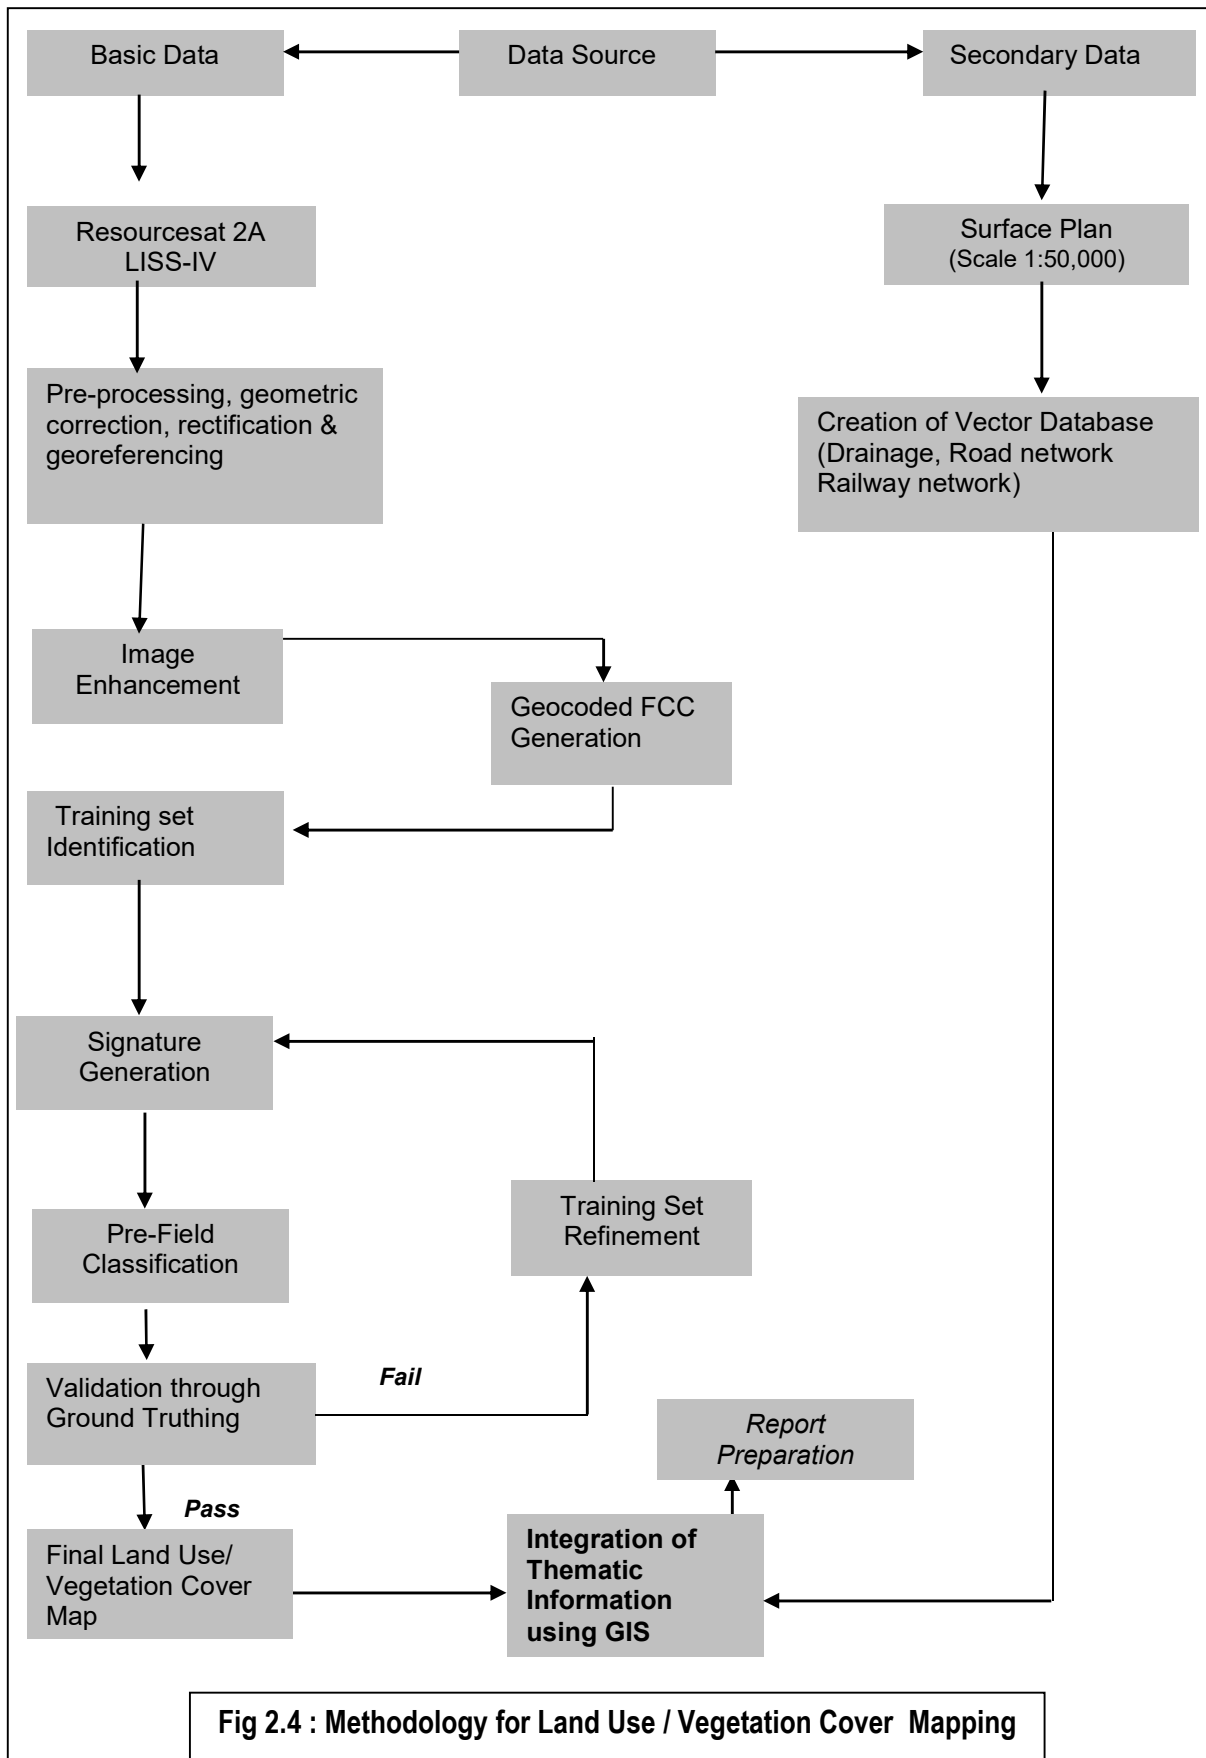 Basic Data
Data Source
Secondary Data
Resourcesat 2A
LISS-IV
Surface Plan
(Scale 1:50,000)
Pre-processing, geometric
correction, rectification &
georeferencing
Creation of Vector Database
(Drainage, Road network
Railway network)
Image
Enhancement
Geocoded FCC
Generation
Training set
Identification
Signature
Generation
Training Set
Refinement
Pre-Field
Classification
Validation through
Ground Truthing
Fail
Report
Preparation
Pass
Final Land Use/
Vegetation Cover
Map
Integration of
Thematic
Information
using GIS
Fig 2.4 : Methodology for Land Use / Vegetation Cover Mapping